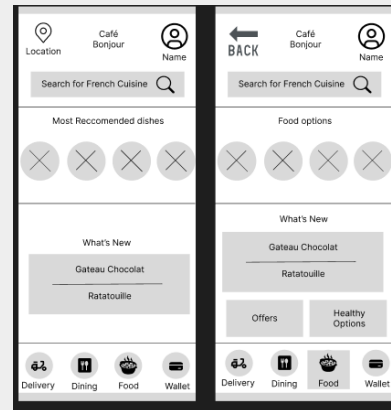 Location
Café
Bonjour
Name
Search for French Cuisine
Most Reccomended dishes
What's New
Gateau Chocolat
Ratatouille
Delivery
Dining
Food
Wallet
BACK
Café
Bonjour
Name
Search for French Cuisine
Food options
What's New
Gateau Chocolat
Ratatouille
Offers
Healthy
Options
Delivery
Dining
Food
Wallet